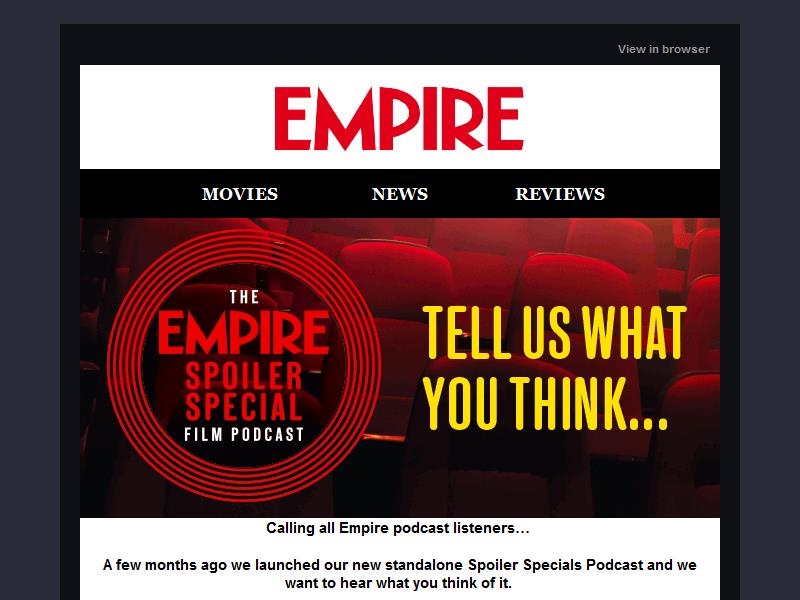 View in browser
EMPIRE
MOVIES NEWS REVIEWS
THE
EMPIRE
SPOILER
SPECIAL
FILM PODCAST
TELL US WHAT
YOU THINK...
Calling all Empire podcast listeners…
A few months ago we launched our new standalone Spoiler Specials Podcast and we
want to hear what you think of it.